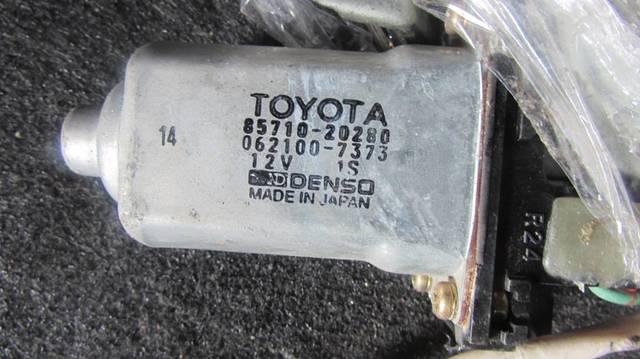 TOYOTA
85710-20280
062100-7373
12V 1S
DENSO
MADE IN JAPAN
14
R24